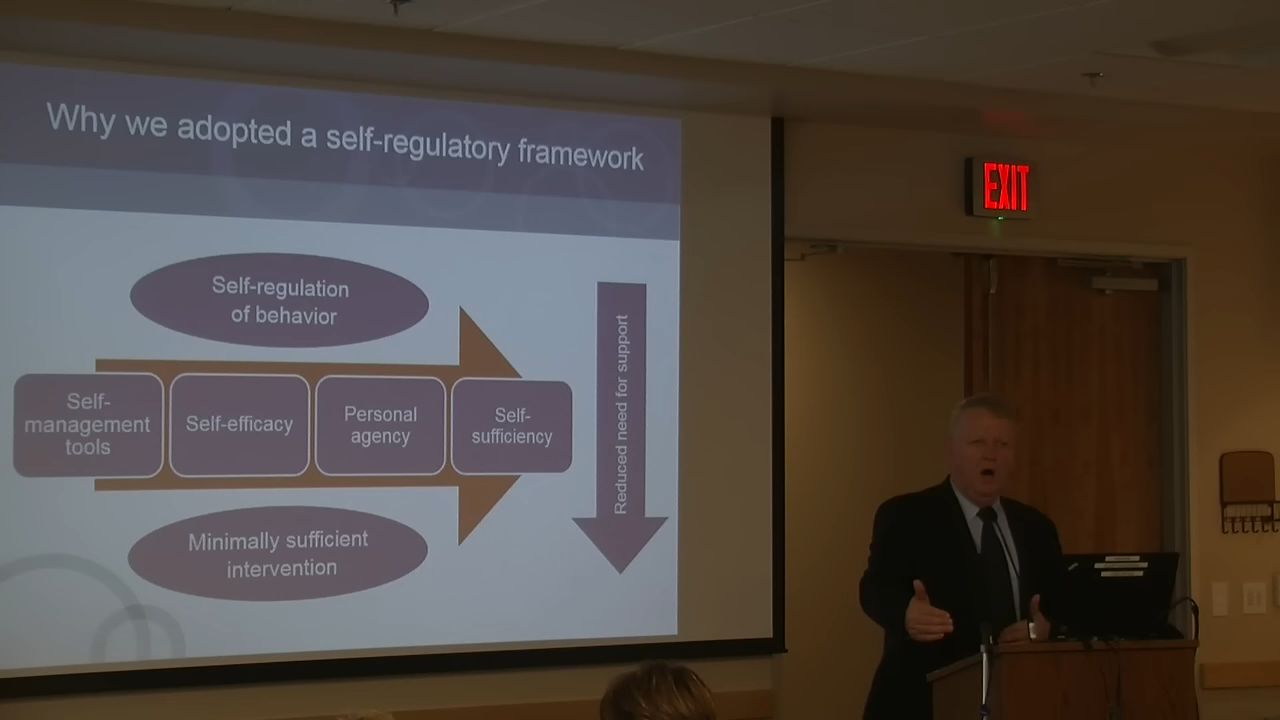 Why we adopted a self-regulatory framework
Self-regulation
of behavior
Self-
management
tools
Self-efficacy
Personal
agency
Self-
sufficiency
Minimally sufficient
intervention
Reduced need for support
EXIT